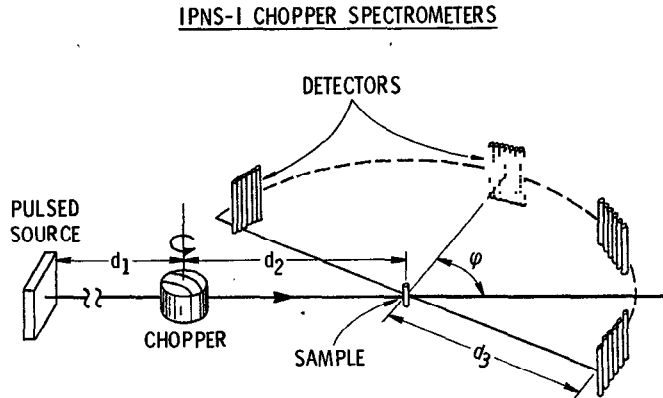 IPNS-I CHOPPER SPECTROMETERS
DETECTORS
PULSED
SOURCE
d1
d2
φ
CHOPPER
SAMPLE
d3